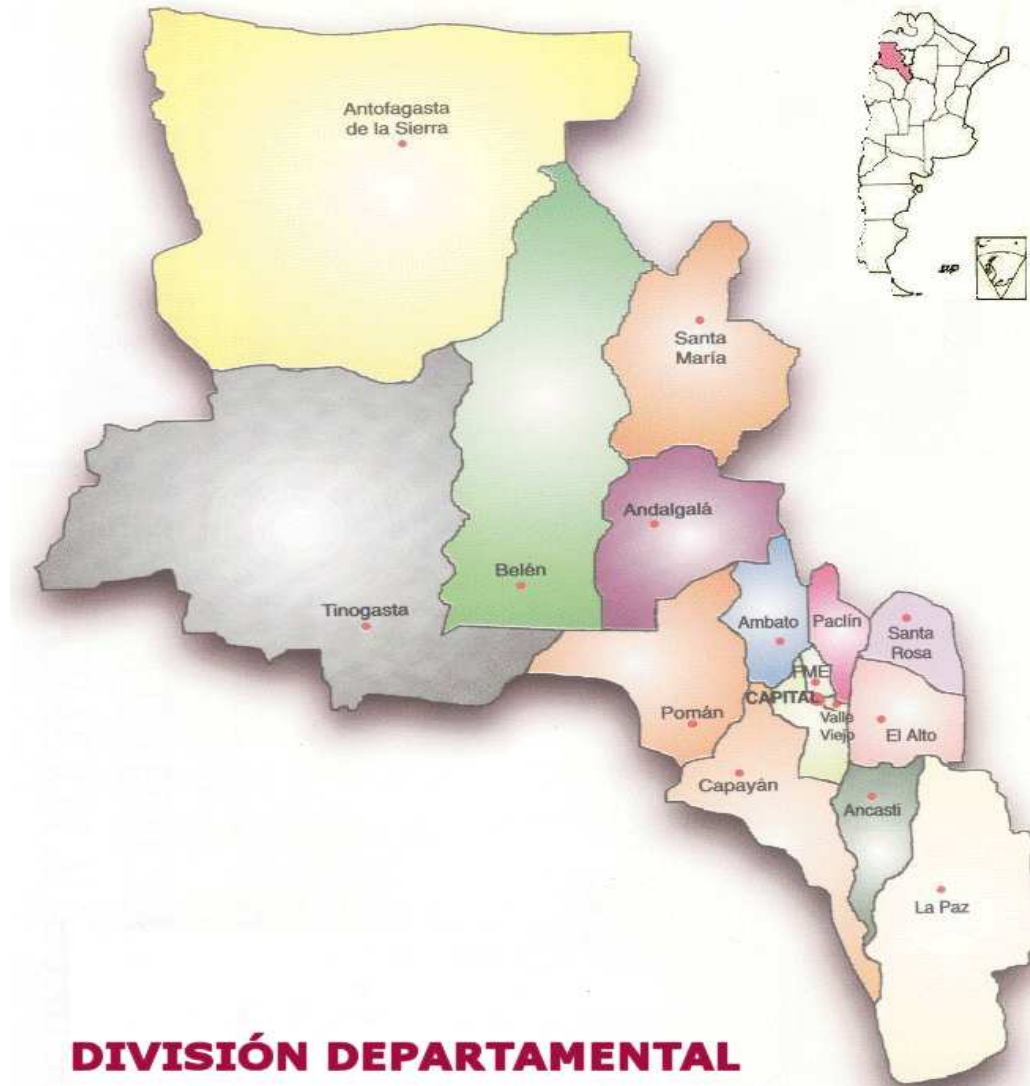 Antofagasta
de la Sierra
Santa
María
Andalgalá
Belén
Tinogasta
Ambato
Paclín
Santa
Rosa
FME
CAPITAL
Valle
Viejo
Pomán
El Alto
Capayán
Ancasti
La Paz
DIVISIÓN DEPARTAMENTAL